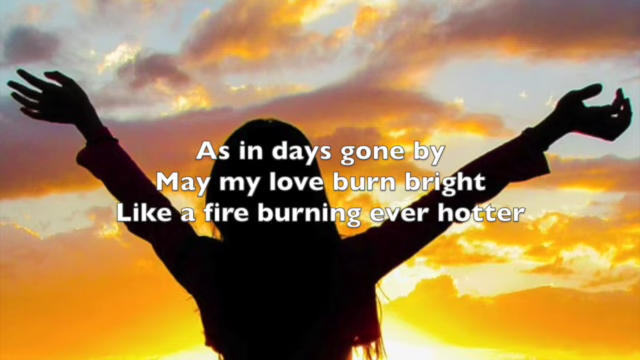 As in days gone by
May my love burn bright
Like a fire burning ever hotter